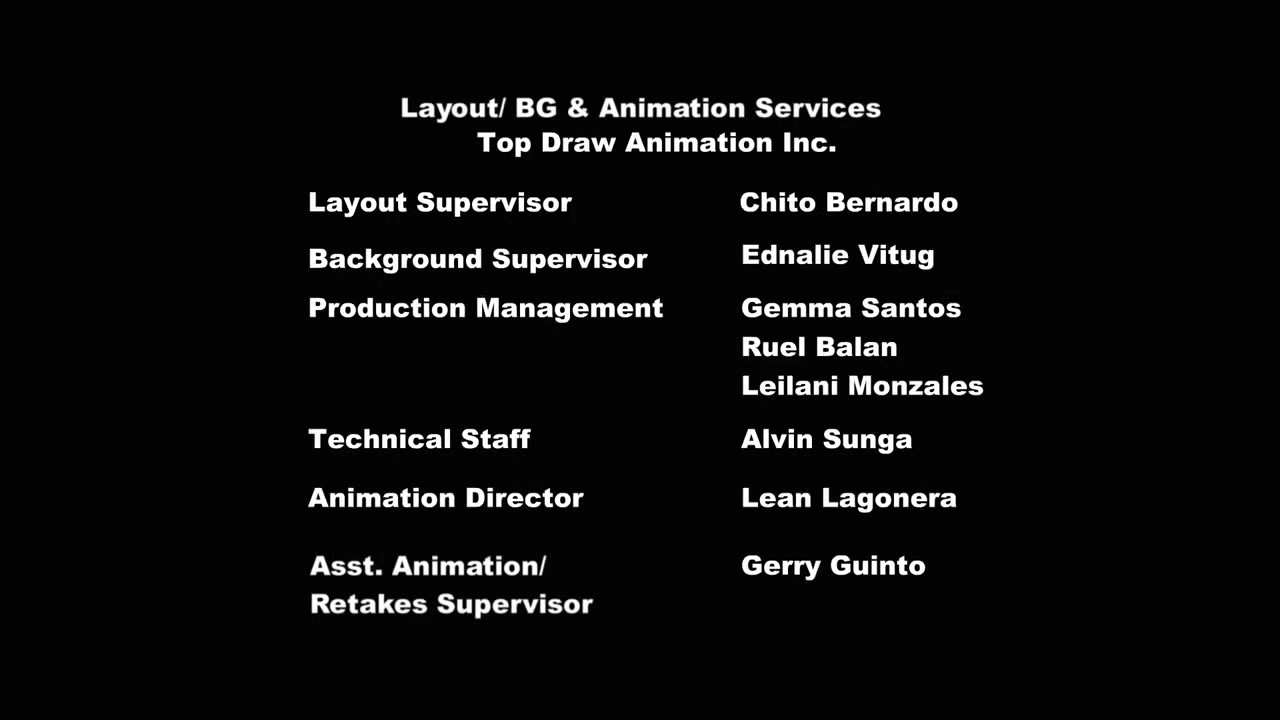 Layout/ BG & Animation Services
Top Draw Animation Inc.
Layout Supervisor Chito Bernardo
Background Supervisor Ednalie Vitug
Production Management Gemma Santos
Ruel Balan
Leilani Monzales
Technical Staff Alvin Sunga
Animation Director Lean Lagonera
Asst. Animation/ Gerry Guinto
Retakes Supervisor